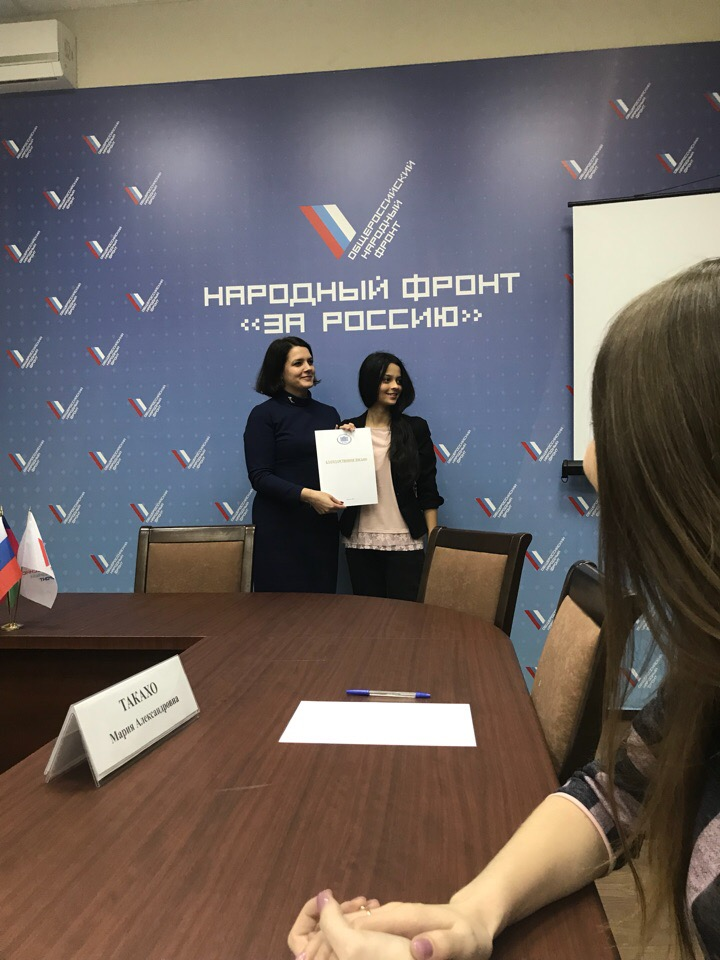 ОБЩЕРОССИЙСКИЙ
НАРОДНЫЙ
ФРОНТ
НАРОДНЫЙ ФРОНТ
«ЗА РОССИЮ»
ТАКАХО
Мария Александровна